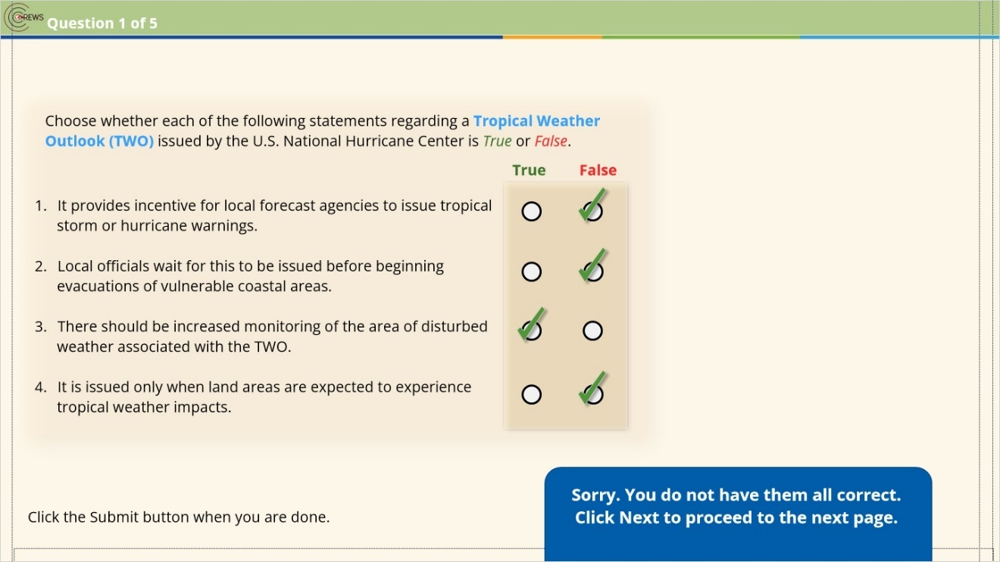 CREWS
Question 1 of 5
Choose whether each of the following statements regarding a Tropical Weather
Outlook (TWO) issued by the U.S. National Hurricane Center is True or False.
True False
1. It provides incentive for local forecast agencies to issue tropical
storm or hurricane warnings.
2. Local officials wait for this to be issued before beginning
evacuations of vulnerable coastal areas.
3. There should be increased monitoring of the area of disturbed
weather associated with the TWO.
4. It is issued only when land areas are expected to experience
tropical weather impacts.
Sorry. You do not have them all correct.
Click Next to proceed to the next page.
Click the Submit button when you are done.